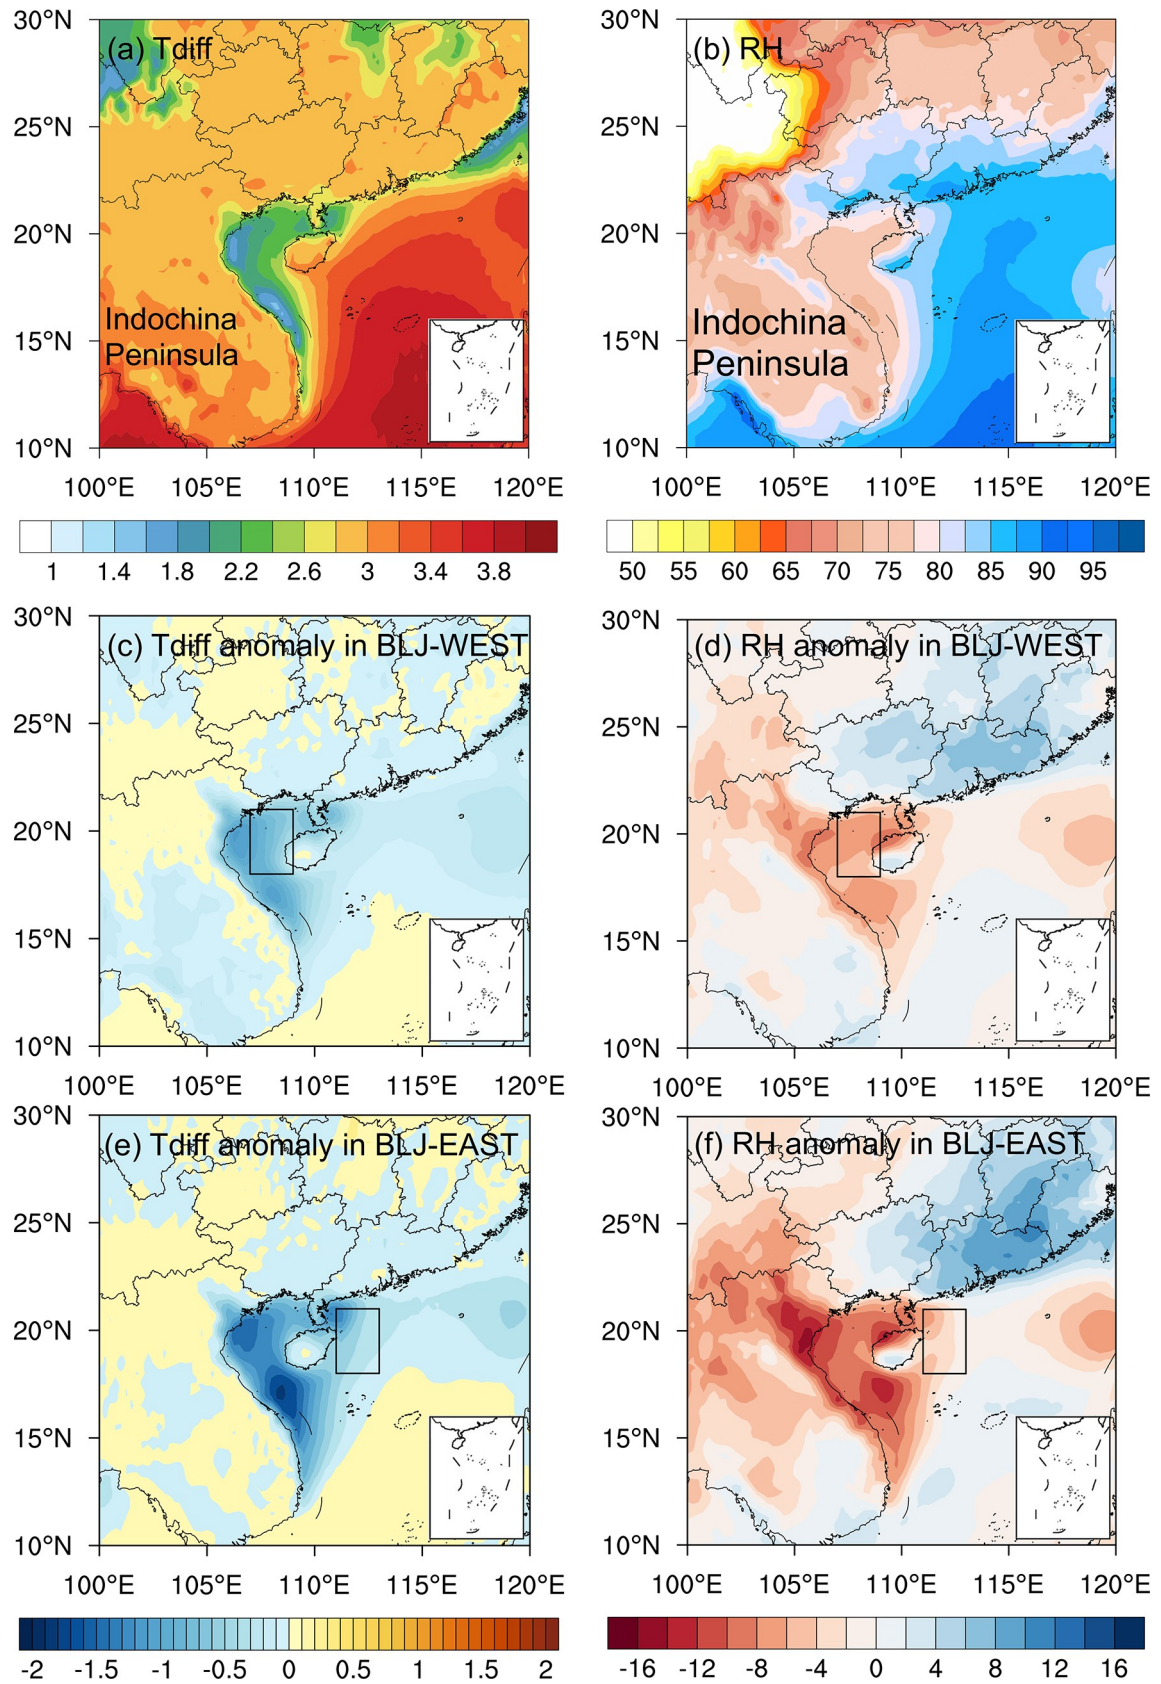 30°N
(a) Tdiff
25°N
20°N
Indochina
15°N
Peninsula
10°N
100°E 105°E 110°E 115°E 120°E
1 1.4 1.8 2.2 2.6 3 3.4 3.8
30°N
(b) RH
25°N
20°N
Indochina
15°N
Peninsula
10°N
100°E 105°E 110°E 115°E 120°E
50 55 60 65 70 75 80 85 90 95
30°N
(c) Tdiff anomaly in BLJ-WEST
25°N
20°N
15°N
10°N
100°E 105°E 110°E 115°E 120°E
30°N
(d) RH anomaly in BLJ-WEST
25°N
20°N
15°N
10°N
100°E 105°E 110°E 115°E 120°E
30°N
(e) Tdiff anomaly in BLJ-EAST
25°N
20°N
15°N
10°N
100°E 105°E 110°E 115°E 120°E
-2 -1.5 -1 -0.5 0 0.5 1 1.5 2
30°N
(f) RH anomaly in BLJ-EAST
25°N
20°N
15°N
10°N
100°E 105°E 110°E 115°E 120°E
-16 -12 -8 -4 0 4 8 12 16